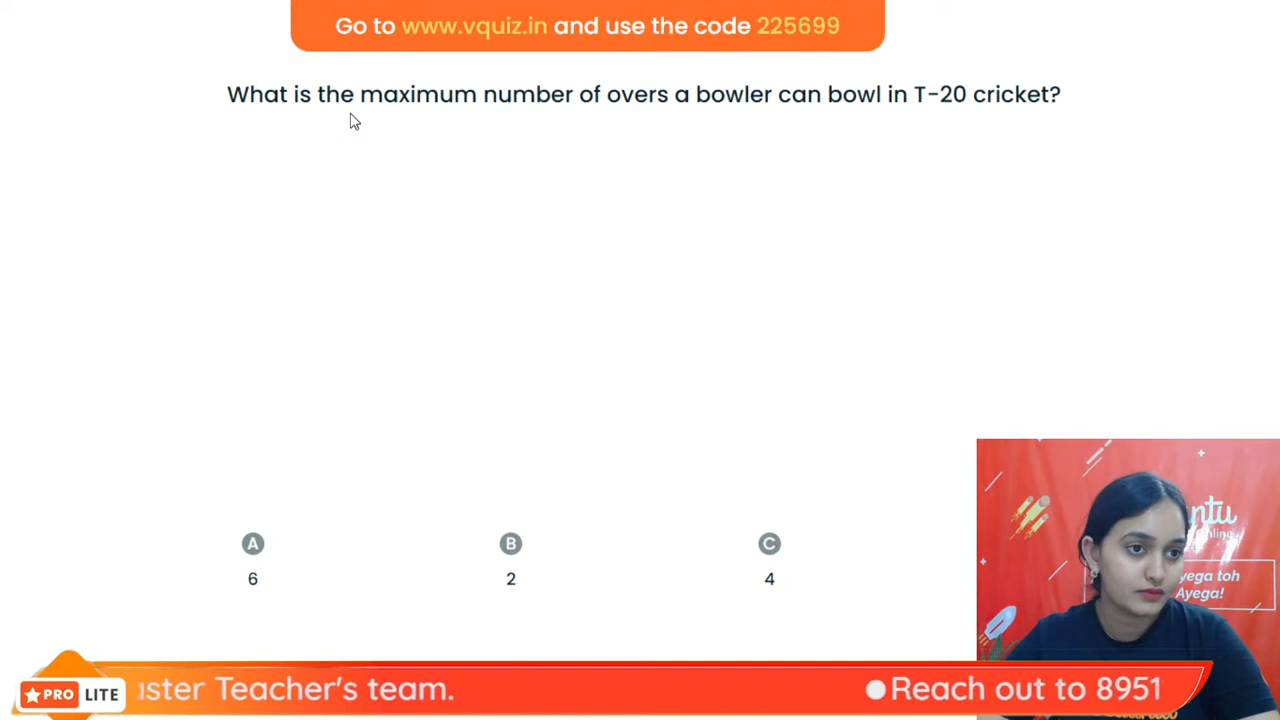 Go to www.vquiz.in and use the code 225699
What is the maximum number of overs a bowler can bowl in T-20 cricket?
A
B
C
6
2
4
ntu
nline
yega toh
Ayega!
PRO LITE
aster Teacher's team.
Reach out to 8951